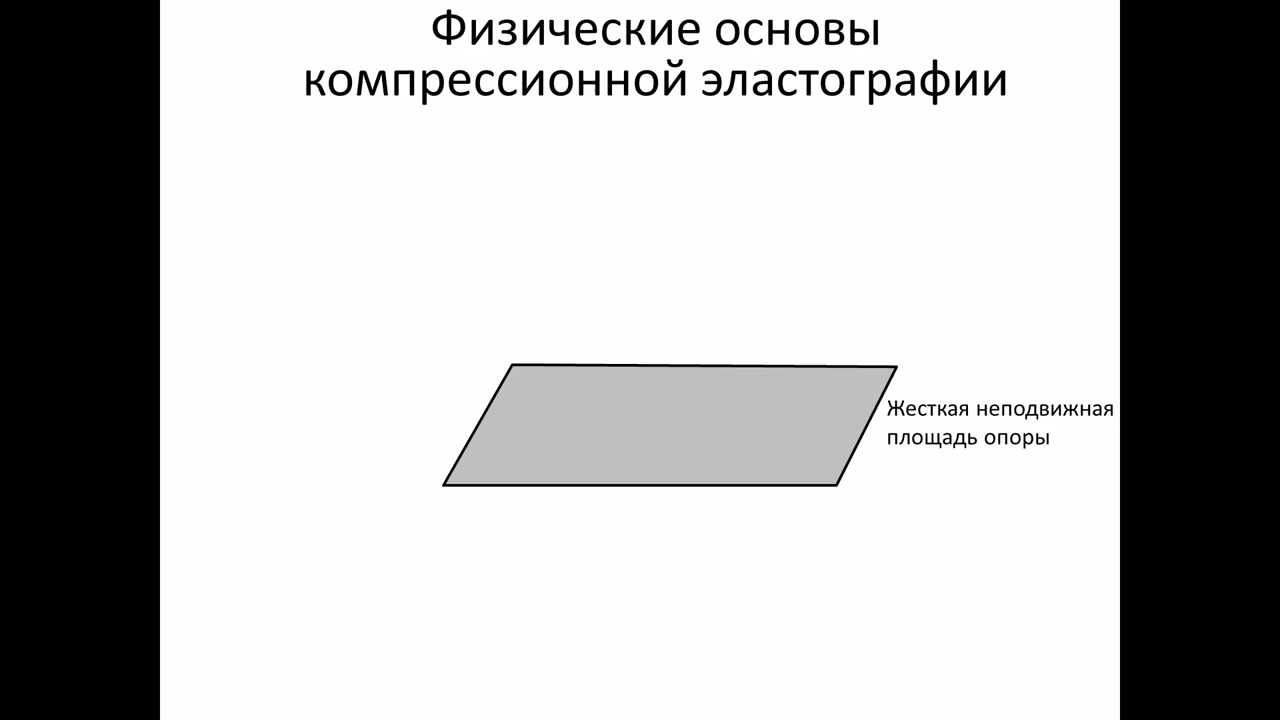 Физические основы
компрессионной эластографии
Жесткая неподвижная
площадь опоры